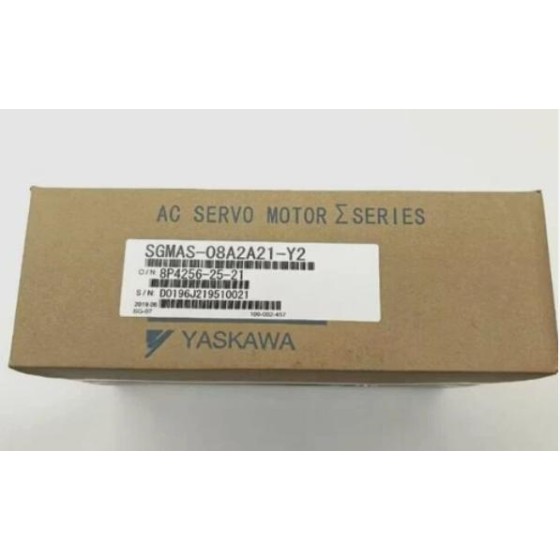 AC SERVO MOTOR Σ SERIES
SGMAS-08A2A21-Y2
O/N 8P4256-25-21
S/N D0196J219510021
YASKAWA